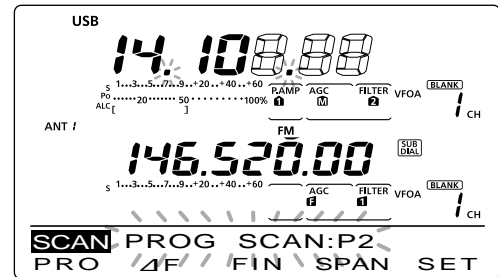 USB
14.108.88
S 1...3...5...7...9..+20..+40..+60
Po ••••••20••••••50••••••••••100%
ALC[ ]
P.AMP AGC FILTER VFOA BLANK
1 M 2 1 CH
ANT 1
FM
146.520.00
SUB DIAL
S 1...3...5...7...9..+20..+40..+60
AGC FILTER VFOA BLANK
F 1 1 CH
SCAN PROG SCAN:P2
PRO ⊿F FIN SPAN SET